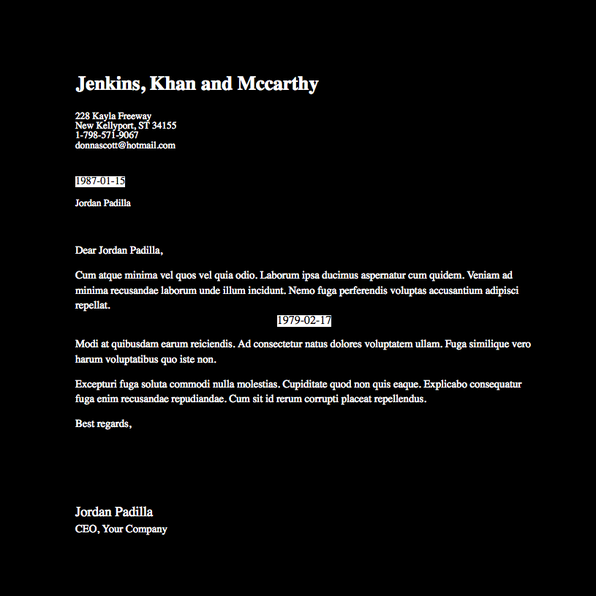 Jenkins, Khan and Mccarthy
228 Kayla Freeway
New Kellyport, ST 34155
1-798-571-9067
donnascott@hotmail.com
1987-01-15
Jordan Padilla
Dear Jordan Padilla,
Cum atque minima vel quos vel quia odio. Laborum ipsa ducimus aspernatur cum quidem. Veniam ad
minima recusandae laborum unde illum incidunt. Nemo fuga perferendis voluptas accusantium adipisci
repellat.
1979-02-17
Modi at quibusdam earum reiciendis. Ad consectetur natus dolores voluptatem ullam. Fuga similique vero
harum voluptatibus quo iste non.
Excepturi fuga soluta commodi nulla molestias. Cupiditate quod non quis eaque. Explicabo consequatur
fuga enim recusandae repudiandae. Cum sit id rerum corrupti placeat repellendus.
Best regards,
Jordan Padilla
CEO, Your Company